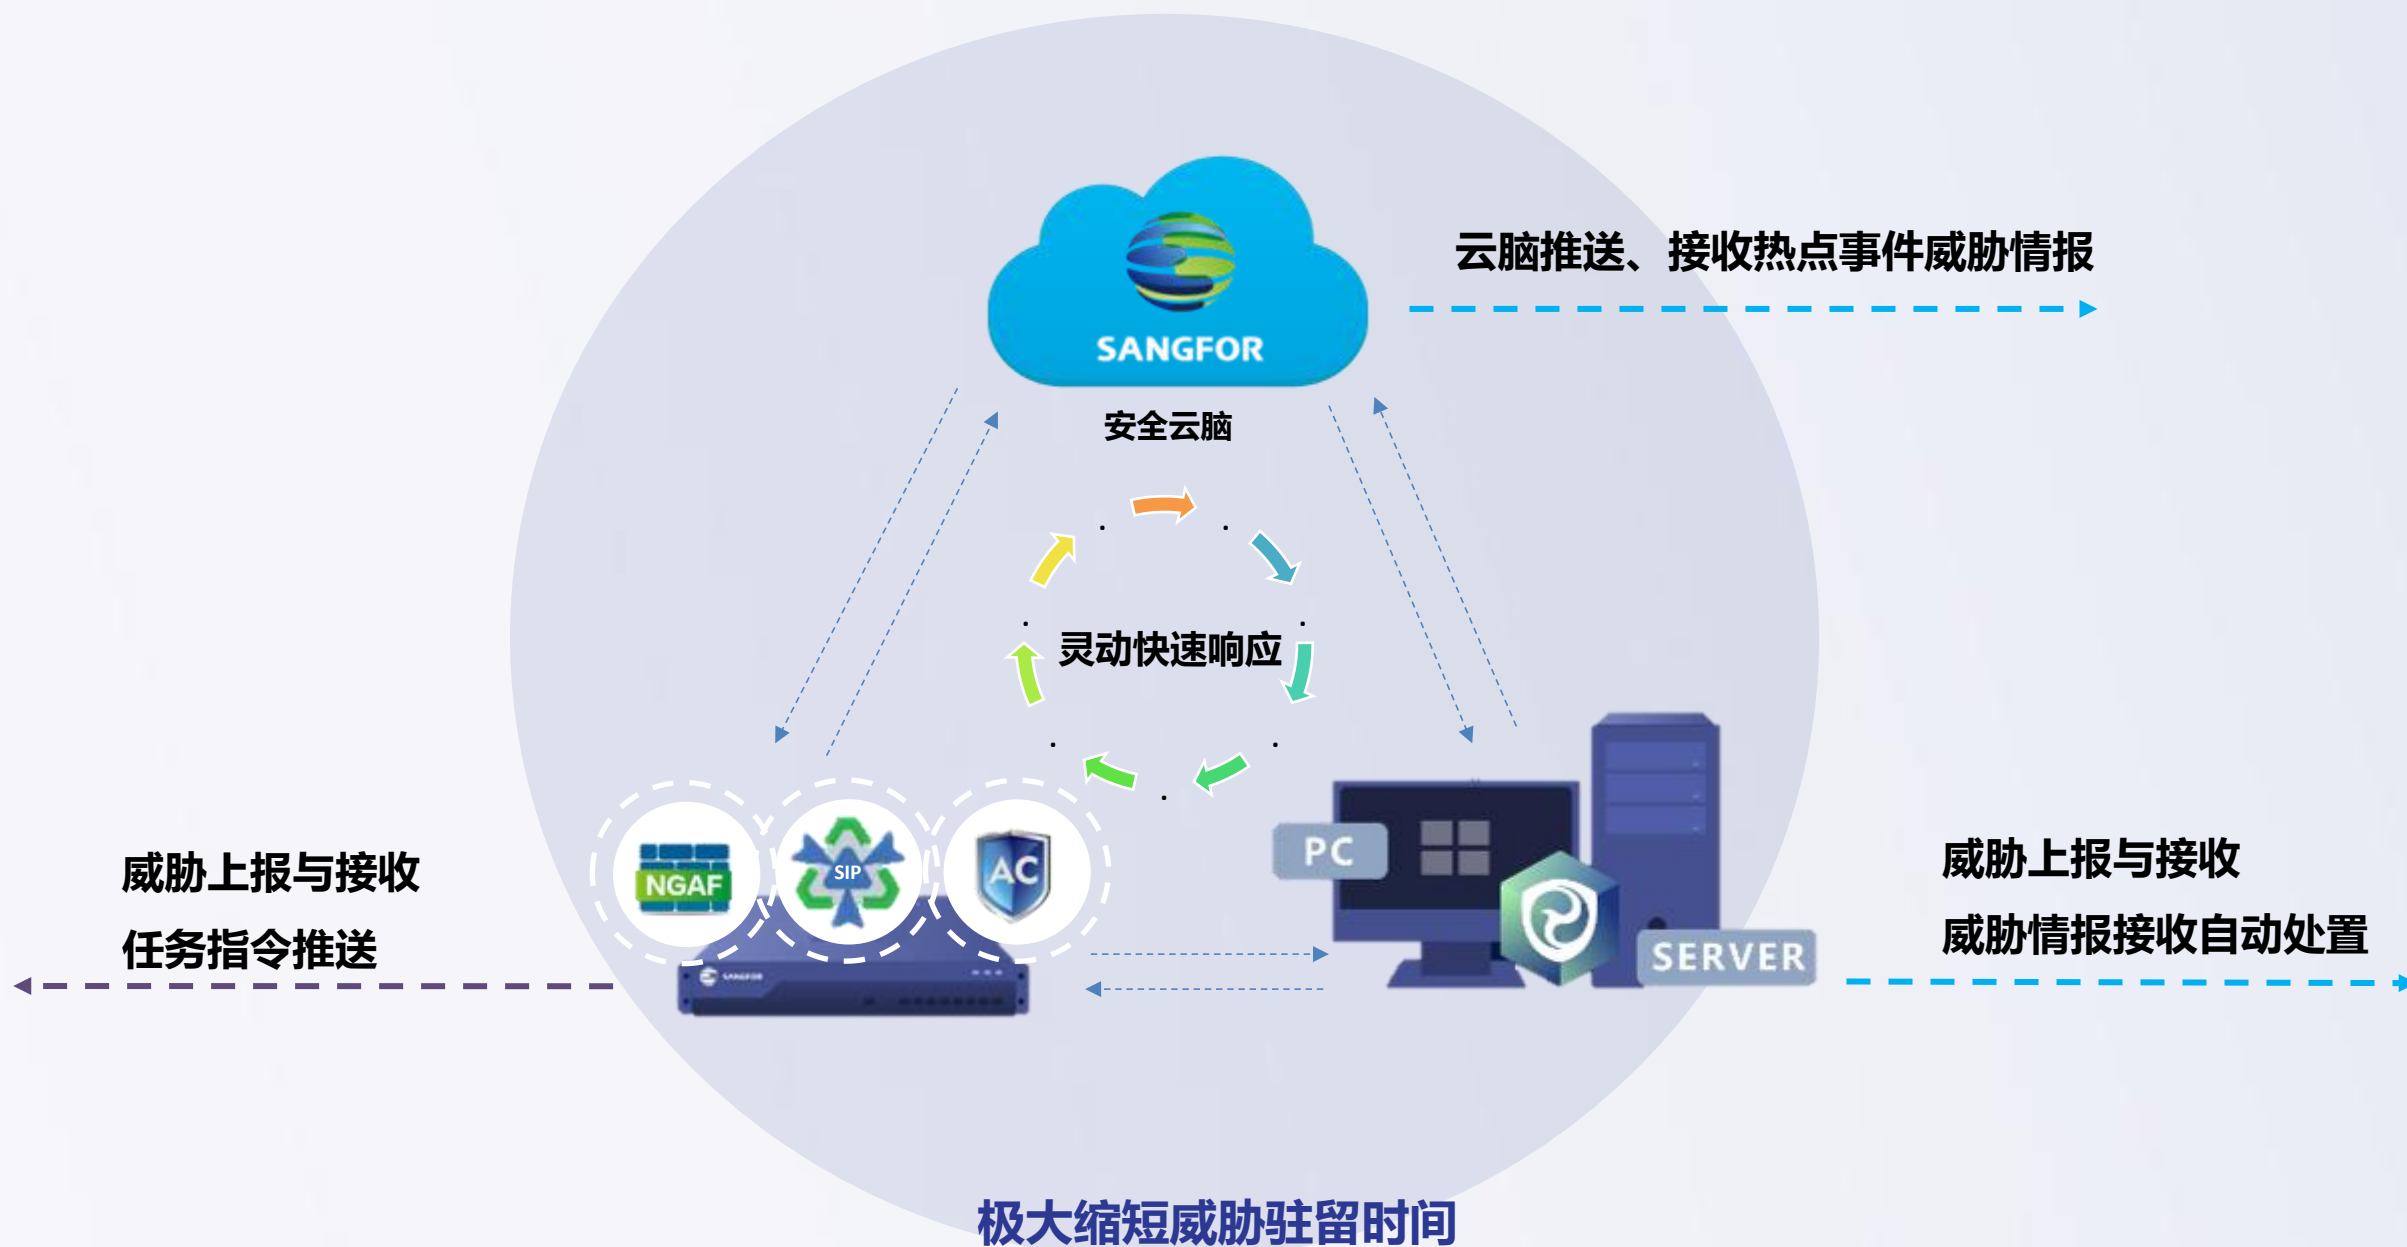 云脑推送、接收热点事件威胁情报
SANGFOR
安全云脑
灵动快速响应
NGAF
SIP
AC
PC
SERVER
SANGFOR
威胁上报与接收
任务指令推送
威胁上报与接收
威胁情报接收自动处置
极大缩短威胁驻留时间